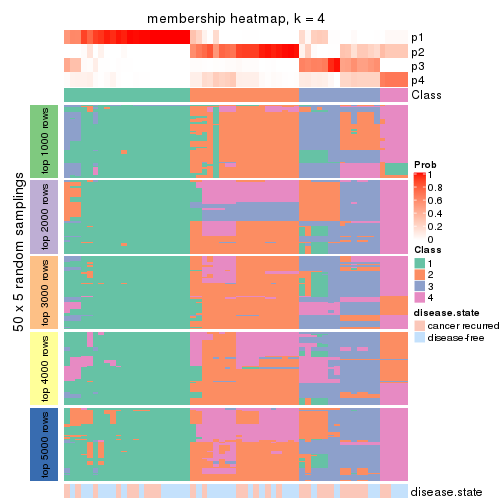 membership heatmap, k = 4
p1
p2
p3
p4
Class
50 x 5 random samplings
top 1000 rows
top 2000 rows
top 3000 rows
top 4000 rows
top 5000 rows
Prob
1
0.8
0.6
0.4
0.2
0
Class
1
2
3
4
disease.state
cancer recurred
disease-free
disease.state